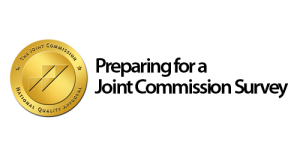 THE JOINT COMMISSION
NATIONAL QUALITY APPROVAL
Preparing for a
Joint Commission Survey